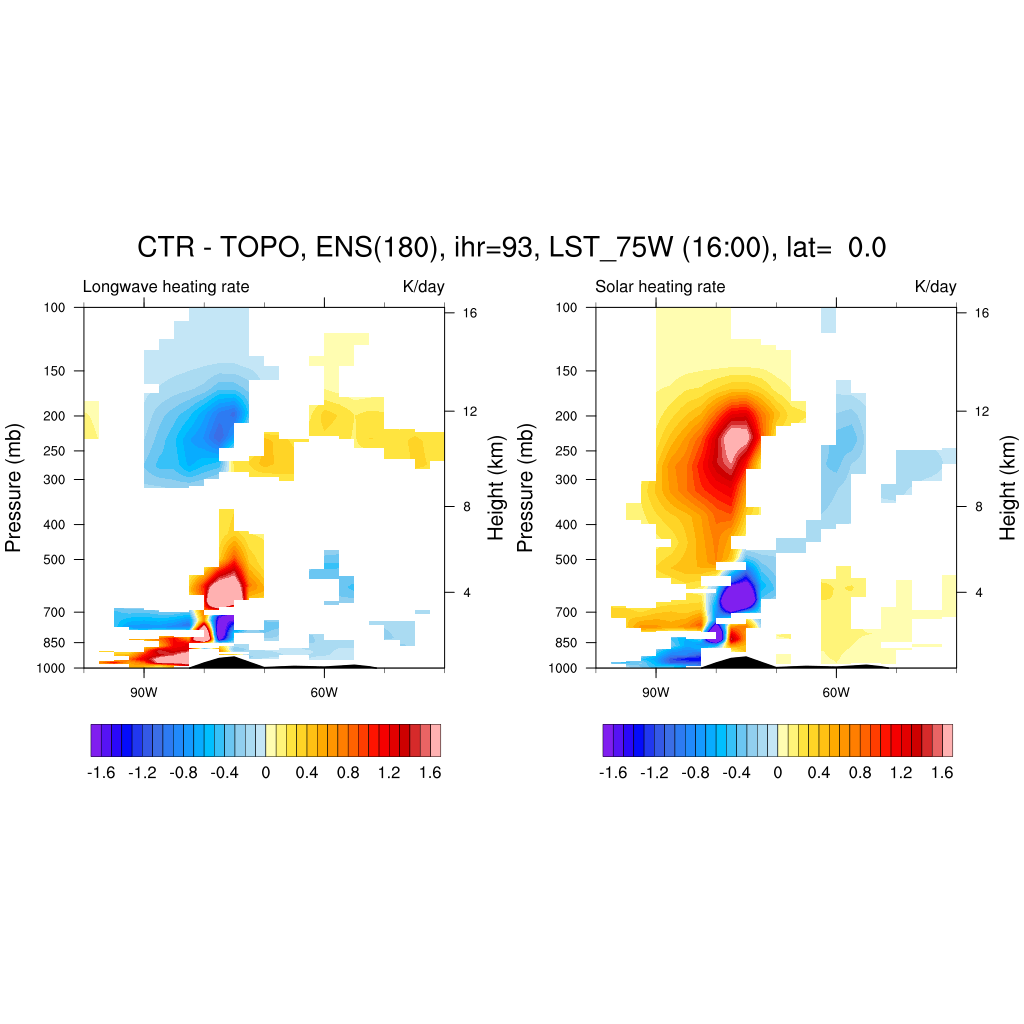 CTR - TOPO, ENS(180), ihr=93, LST_75W (16:00), lat=  0.0
Longwave heating rate K/day
Solar heating rate K/day
100 150 200 250 300 400 500 700 850 1000
Pressure (mb)
16 12 8 4
Height (km)
90W 60W
100 150 200 250 300 400 500 700 850 1000
Pressure (mb)
16 12 8 4
Height (km)
90W 60W
-1.6 -1.2 -0.8 -0.4 0 0.4 0.8 1.2 1.6
-1.6 -1.2 -0.8 -0.4 0 0.4 0.8 1.2 1.6